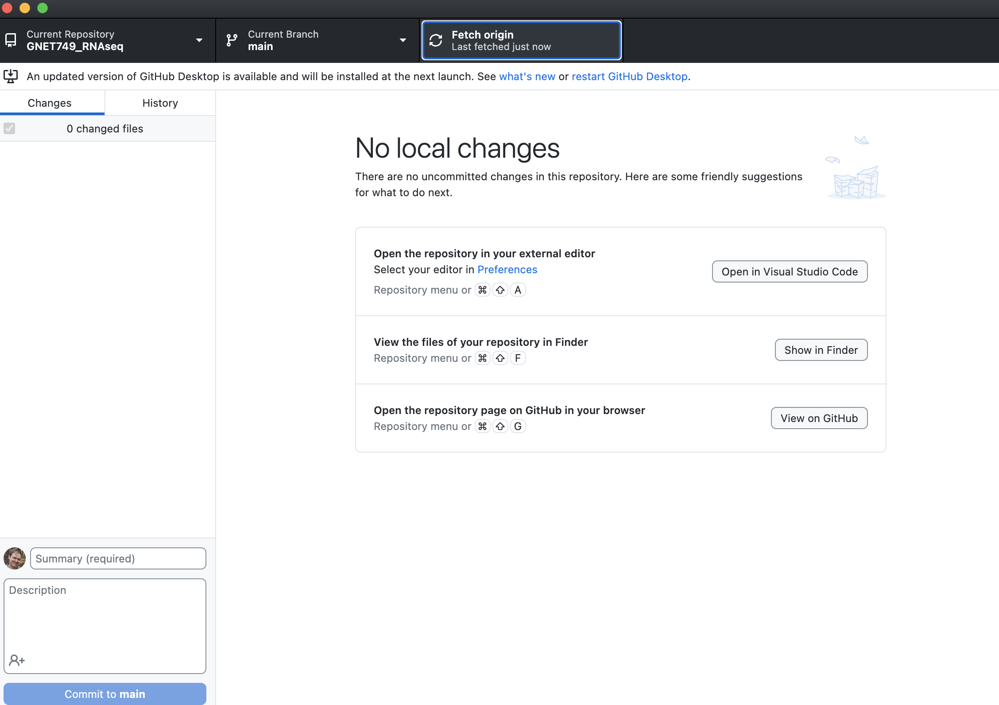 Current Repository
GNET749_RNAseq
Current Branch
main
Fetch origin
Last fetched just now
An updated version of GitHub Desktop is available and will be installed at the next launch. See what's new or restart GitHub Desktop.
Changes
History
0 changed files
No local changes
There are no uncommitted changes in this repository. Here are some friendly suggestions
for what to do next.
Open the repository in your external editor
Select your editor in Preferences
Repository menu or ⌘ ⇧ A
Open in Visual Studio Code
View the files of your repository in Finder
Repository menu or ⌘ ⇧ F
Show in Finder
Open the repository page on GitHub in your browser
Repository menu or ⌘ ⇧ G
View on GitHub
Summary (required)
Description
Commit to main